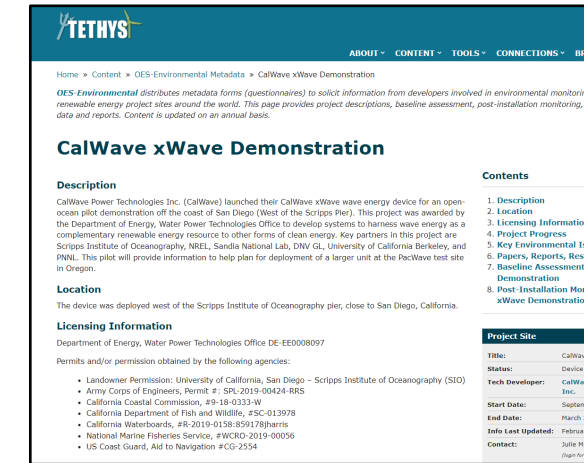 TETHYS
ABOUT CONTENT TOOLS CONNECTIONS
Home » Content » OES-Environmental Metadata » CalWave xWave Demonstration
OES-Environmental distributes metadata forms (questionnaires) to solicit information from developers involved in environmental
renewable energy project sites around the world. This page provides project descriptions, baseline assessment, post-installation monitoring,
data and reports. Content is updated on an annual basis.
CalWave xWave Demonstration
Contents
Description
CalWave Power Technologies Inc. (CalWave) launched their CalWave xWave wave energy device for an open-
ocean pilot demonstration off the coast of San Diego (West of the Scripps Pier). This project was awarded by
the Department of Energy, Water Power Technologies Office to develop systems to harness wave energy as a
complementary renewable energy resource to other forms of clean energy. Key partners in this project are
Scripps Institute of Oceanography, NREL, Sandia National Lab, DNV GL, University of California Berkeley, and
PNNL. This pilot will provide information to help plan for deployment of a larger unit at the PacWave test site
in Oregon.
1. Description
2. Location
3. Licensing
4. Project Progress
5. Key Environmental
6. Papers, Reports,
7. Baseline
Demonstration
8. Post-Installation
xWave
Location
The device was deployed west of the Scripps Institute of Oceanography pier, close to San Diego, California.
Licensing Information
Department of Energy, Water Power Technologies Office DE-EE0008097
Permits and/or permission obtained by the following agencies:
• Landowner Permission: University of California, San Diego – Scripps Institute of Oceanography (SIO)
• Army Corps of Engineers, Permit #: SPL-2019-00424-RRS
• California Coastal Commission, #9-18-0333-W
• California Department of Fish and Wildlife, #SC-013978
• California Waterboards, #R-2019-0158:859178jharris
• National Marine Fisheries Service, #WCRO-2019-00056
• US Coast Guard, Aid to Navigation #CG-2554
Project Site
Title:
Status: Device
Tech Developer:
Inc.
Start Date:
End Date: March
Info Last Updated:
Contact: Julie